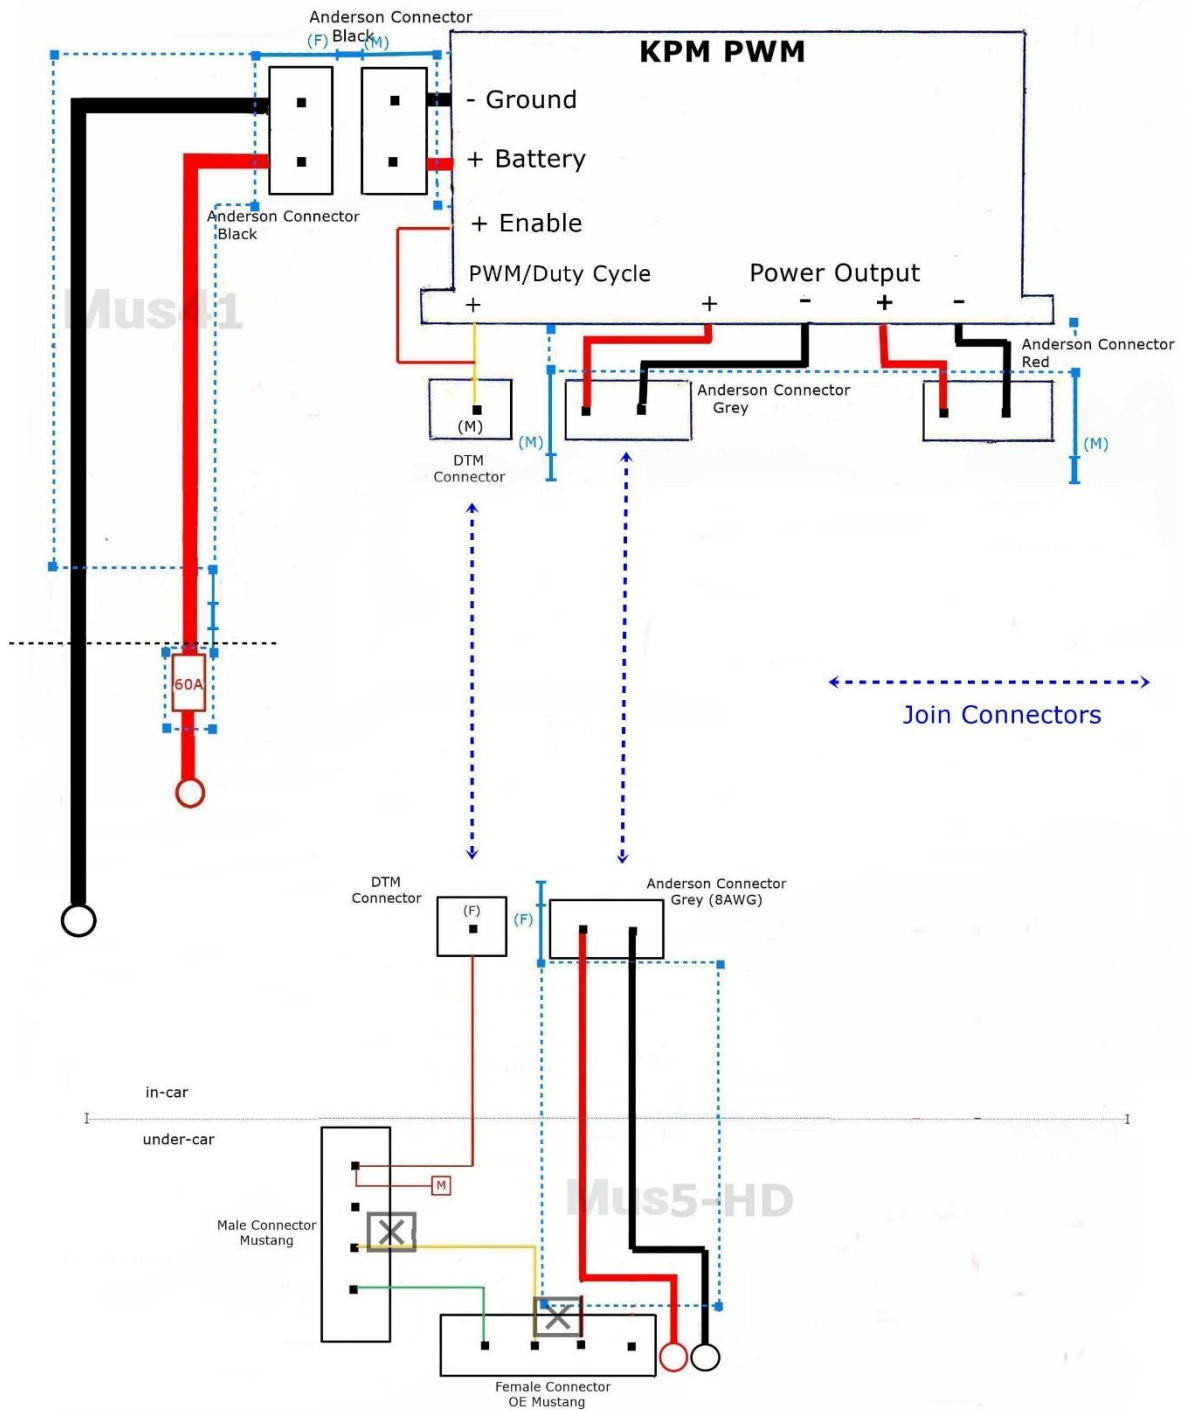 Anderson Connector
Black
(F)
(M)
KPM PWM
- Ground
+ Battery
Anderson Connector
Black
+ Enable
PWM/Duty Cycle
Power Output
+
+
-
+
-
Mus41
Anderson Connector
Red
Anderson Connector
Grey
(M)
(M)
(M)
DTM
Connector
60A
Join Connectors
DTM
Connector
(F)
(F)
Anderson Connector
Grey (8AWG)
in-car
under-car
M
Mus5-HD
Male Connector
Mustang
Female Connector
OE Mustang